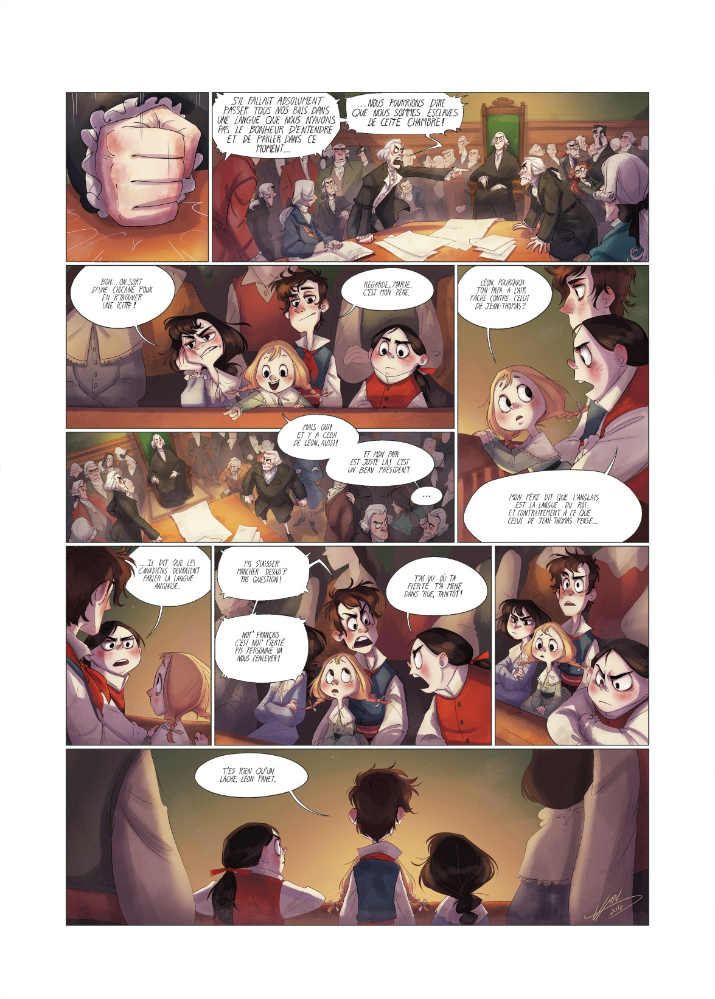 S'IL FALLAIT ABSOLUMENT
PASSER TOUS NOS BILLS DANS
UNE LANGUE QUE NOUS N'AVONS
PAS LE BONHEUR D'ENTENDRE
ET DE PARLER DANS CE
MOMENT...
...NOUS POURRIONS DIRE
QUE NOUS SOMMES ESCLAVES
DE CETTE CHAMBRE!
BON... ON SORT
D'UNE CHICANE POUR
EN R'TROUVER
UNE ICITTE!
REGARDE, MARIE.
C'EST MON PÈRE.
MAIS OUI!
ET Y A CELUI
DE LÉON, AUSSI!
ET MON PAPA
EST JUSTE LÀ! C'EST
UN BEAU PRÉSIDENT
...
LÉON, POURQUOI
TON PAPA A L'AIR
FÂCHÉ CONTRE CELUI
DE JEAN-THOMAS?
MON PÈRE DIT QUE L'ANGLAIS
EST LA LANGUE DU ROI.
ET CONTRAIREMENT À CE QUE
CELUI DE JEAN-THOMAS PENSE...
...IL DIT QUE LES
CANADIENS DEVRAIENT
PARLER LA LANGUE
ANGLAISE.
PIS S'LAISSER
MARCHER DESSUS?
PAS QUESTION!
NOT' FRANÇAIS
C'EST NOT' FIERTÉ
PIS PERSONNE VA
NOUS L'ENLEVER!
T'AS VU OÙ TA
FIERTÉ T'A MENÉ
DANS 'RUE, TANTÔT!
T'ES RIEN QU'UN
LÂCHE, LÉON PANET.
2016